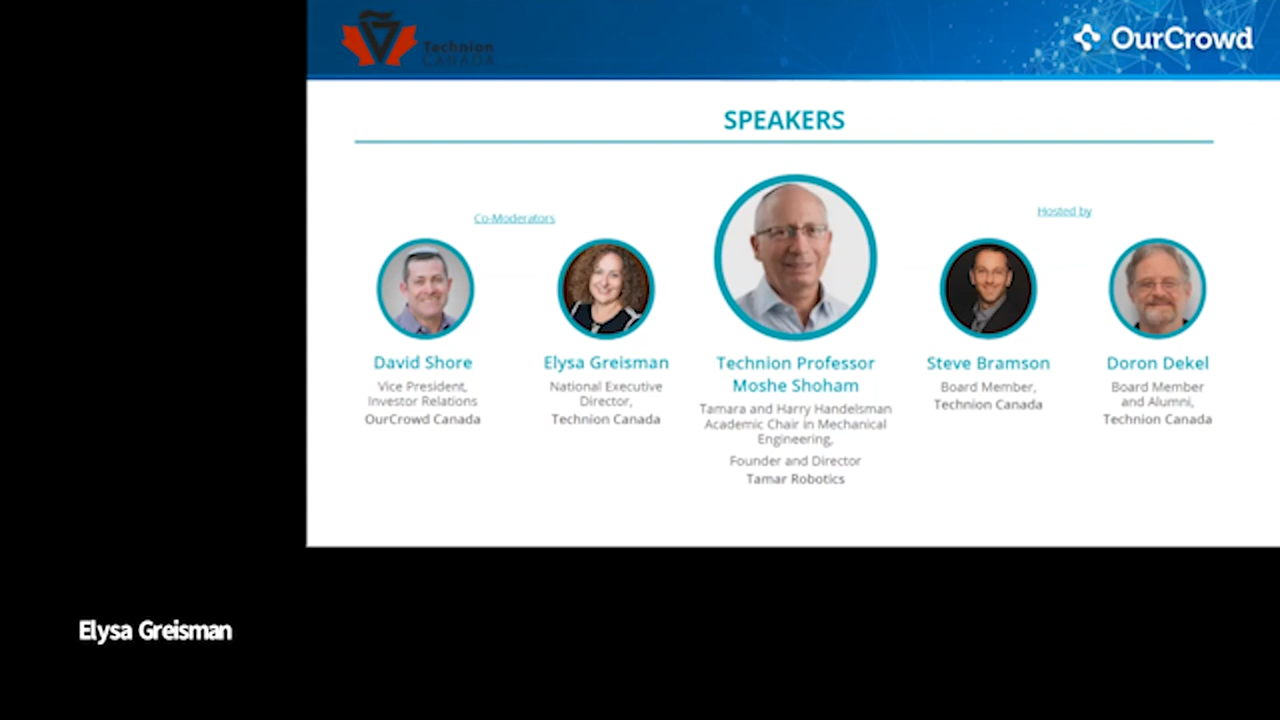 Technion
CANADA
OurCrowd
SPEAKERS
Co-Moderators
Hosted by
David Shore
Vice President,
Investor Relations
OurCrowd Canada
Elysa Greisman
National Executive
Director,
Technion Canada
Technion Professor
Moshe Shoham
Tamara and Harry Handelsman
Academic Chair in Mechanical
Engineering,
Founder and Director
Tamar Robotics
Steve Bramson
Board Member,
Technion Canada
Doron Dekel
Board Member
and Alumni,
Technion Canada
Elysa Greisman